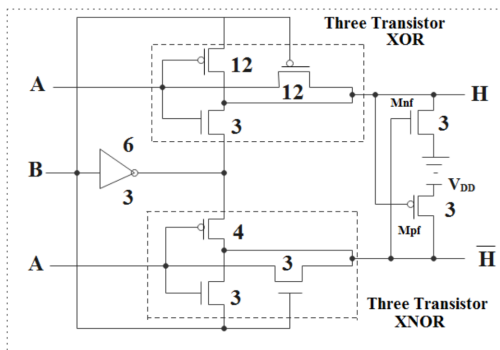 Three Transistor
XOR
12
A
12
Mnf
H
3
3
6
B
3
VDD
3
4
Mpf
A
3
H
3
Three Transistor
XNOR